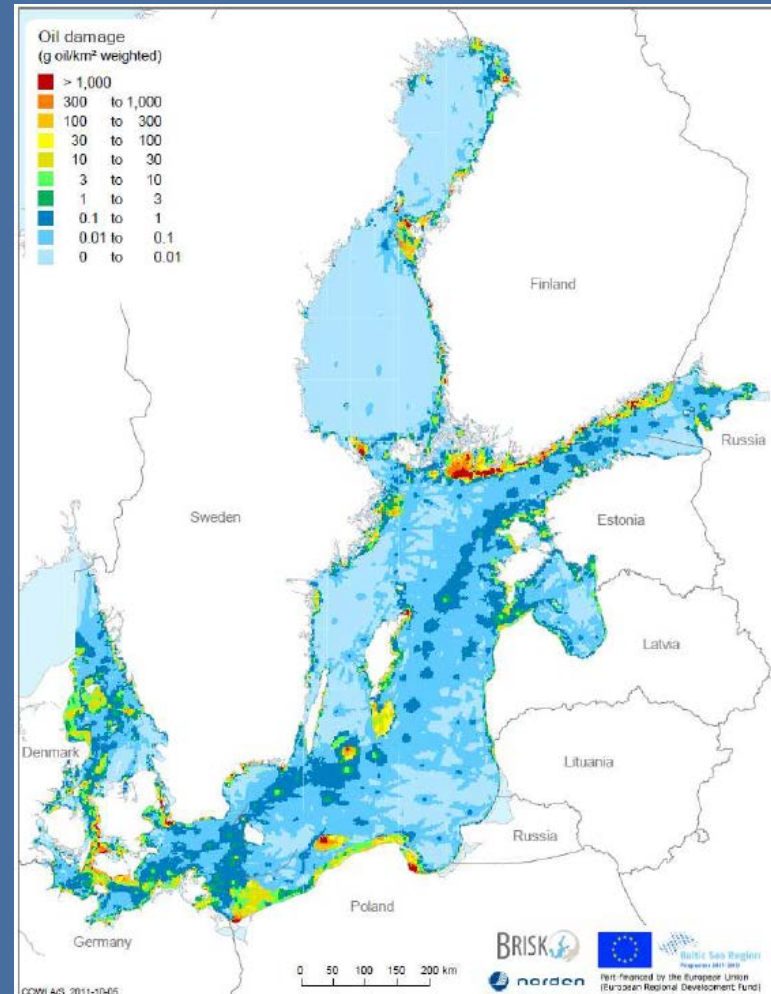 Oil damage
(g oil/km² weighted)
> 1,000
300 to 1,000
100 to 300
30 to 100
10 to 30
3 to 10
1 to 3
0.1 to 1
0.01 to 0.1
0 to 0.01
Finland
Russia
Sweden
Estonia
Latvia
Denmark
Lituania
Russia
Poland
Germany
BRISK
norden
Baltic Sea Region
Programme 2007-2013
Part-financed by the European Union
(European Regional Development Fund)
0 50 100 150 200 km
COWI A/S, 2011-10-05